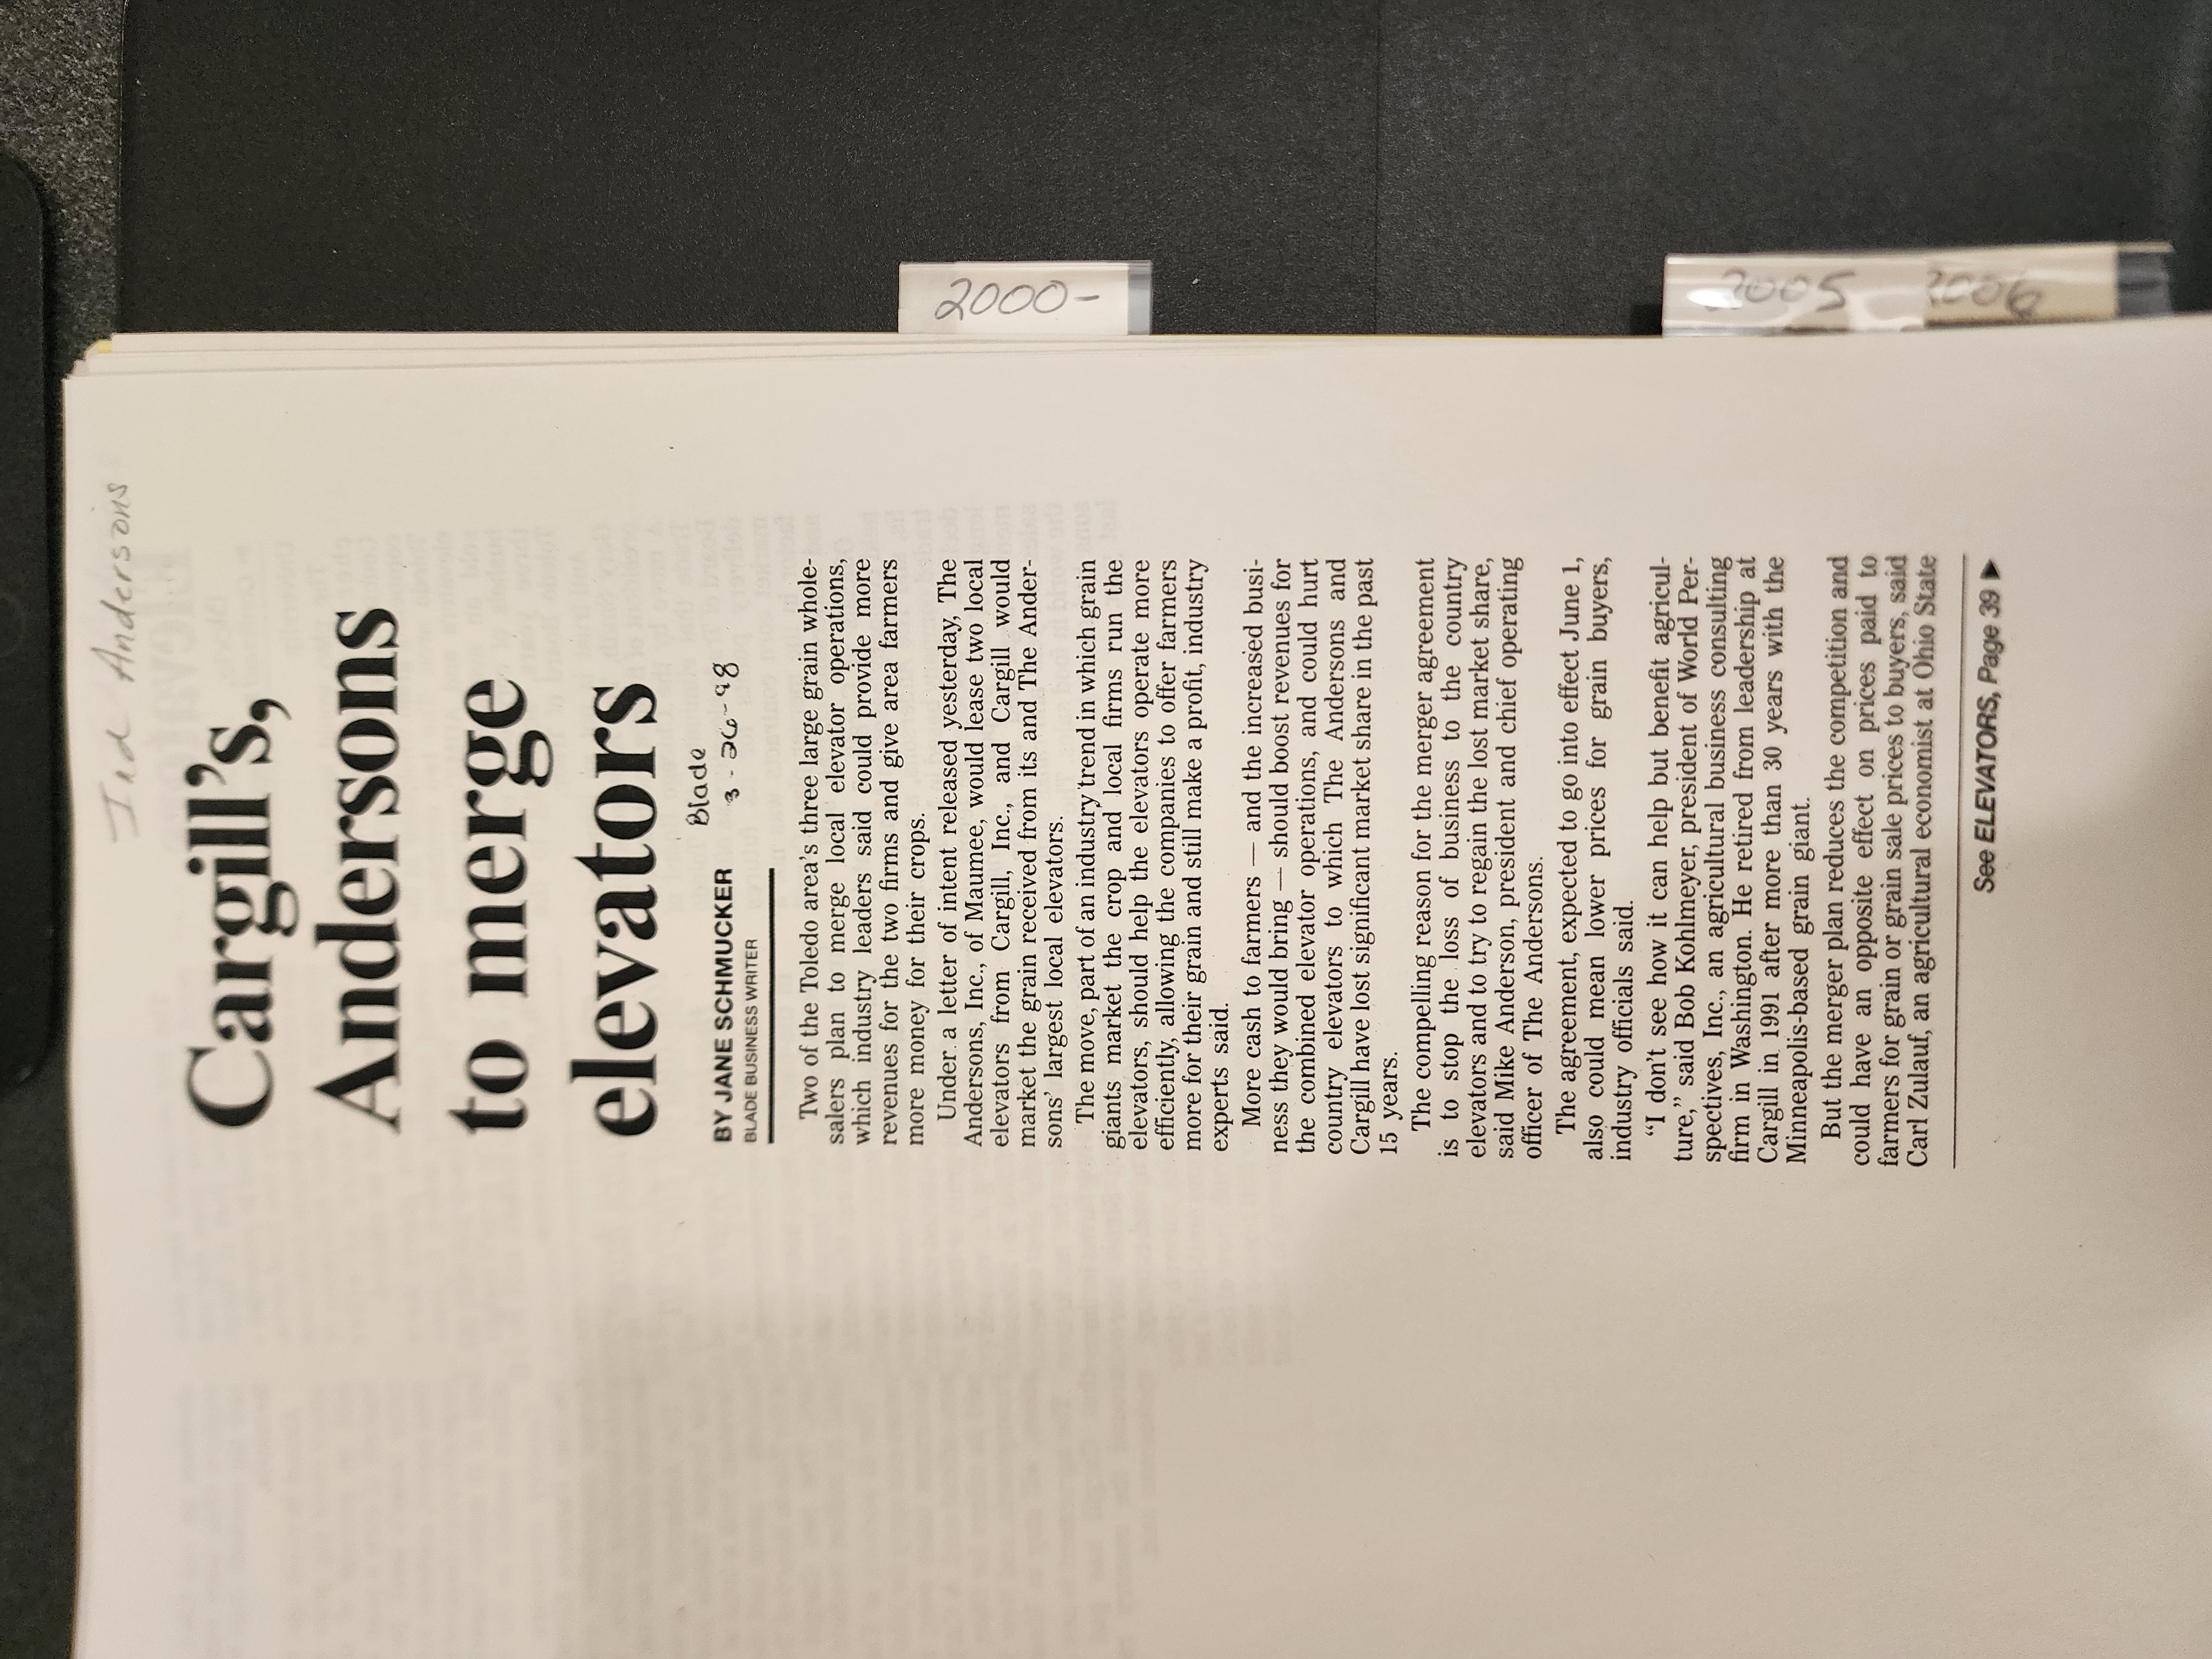 Ind Andersons
Cargill's,
Andersons
to merge
elevators
Blade
3-26-98
BY JANE SCHMUCKER
BLADE BUSINESS WRITER
Two of the Toledo area's three large grain whole-
salers plan to merge local elevator operations,
which industry leaders said could provide more
revenues for the two firms and give area farmers
more money for their crops.
Under a letter of intent released yesterday, The
Andersons, Inc., of Maumee, would lease two local
elevators from Cargill, Inc., and Cargill would
market the grain received from its and The Ander-
sons' largest local elevators.
The move, part of an industry trend in which grain
giants market the crop and local firms run the
elevators, should help the elevators operate more
efficiently, allowing the companies to offer farmers
more for their grain and still make a profit, industry
experts said.
More cash to farmers — and the increased busi-
ness they would bring — should boost revenues for
the combined elevator operations, and could hurt
country elevators to which The Andersons and
Cargill have lost significant market share in the past
15 years.
The compelling reason for the merger agreement
is to stop the loss of business to the country
elevators and to try to regain the lost market share,
said Mike Anderson, president and chief operating
officer of The Andersons.
The agreement, expected to go into effect June 1,
also could mean lower prices for grain buyers,
industry officials said.
"I don't see how it can help but benefit agricul-
ture," said Bob Kohlmeyer, president of World Per-
spectives, Inc., an agricultural business consulting
firm in Washington. He retired from leadership at
Cargill in 1991 after more than 30 years with the
Minneapolis-based grain giant.
But the merger plan reduces the competition and
could have an opposite effect on prices paid to
farmers for grain or grain sale prices to buyers, said
Carl Zulauf, an agricultural economist at Ohio State
See ELEVATORS, Page 39 ▶
2000-
2005
2006